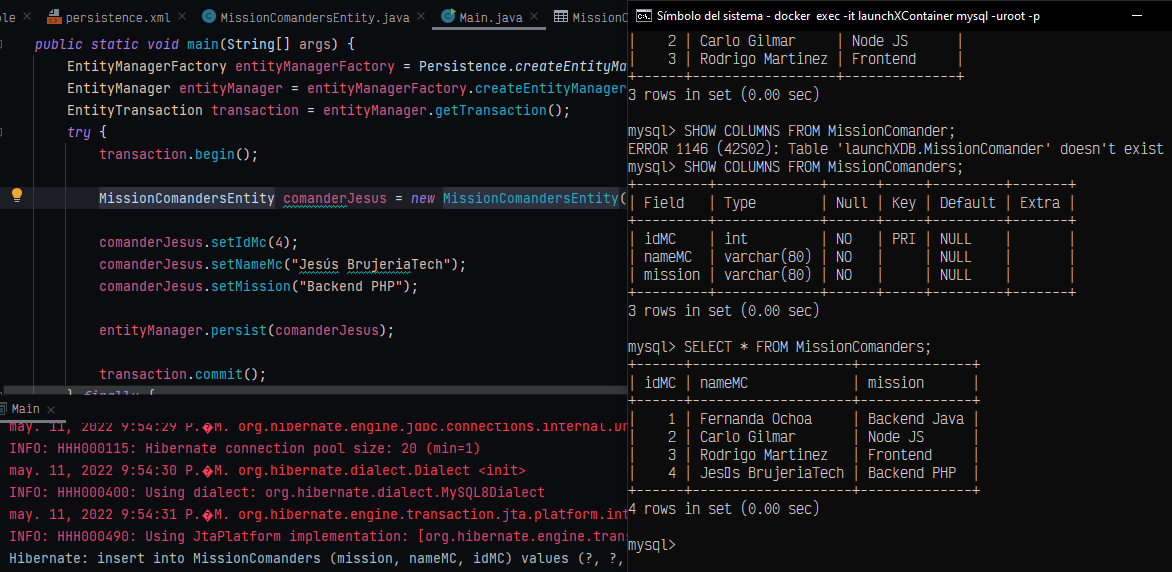 ole
persistence.xml
MissionComandersEntity.java
Main.java
MissionC
public static void main(String[] args) {
EntityManagerFactory entityManagerFactory = Persistence.createEntityMa
EntityManager entityManager = entityManagerFactory.createEntityManager
EntityTransaction transaction = entityManager.getTransaction();
try {
transaction.begin();
MissionComandersEntity comanderJesus = new MissionComandersEntity(
comanderJesus.setIdMc(4);
comanderJesus.setNameMc("Jesús BrujeriaTech");
comanderJesus.setMission("Backend PHP");
entityManager.persist(comanderJesus);
transaction.commit();
} finally {
Main
may. 11, 2022 9:54:29 P.�M. org.hibernate.engine.jdbc.connections.internal.Dr
INFO: HHH000115: Hibernate connection pool size: 20 (min=1)
may. 11, 2022 9:54:30 P.�M. org.hibernate.dialect.Dialect <init>
INFO: HHH000400: Using dialect: org.hibernate.dialect.MySQL8Dialect
may. 11, 2022 9:54:31 P.�M. org.hibernate.engine.transaction.jta.platform.int
INFO: HHH000490: Using JtaPlatform implementation: [org.hibernate.engine.trans
Hibernate: insert into MissionComanders (mission, nameMC, idMC) values (?, ?,
Símbolo del sistema - docker exec -it launchXContainer mysql -uroot -p
| 2 | Carlo Gilmar | Node JS |
| 3 | Rodrigo Martinez | Frontend |
+------+------------------+--------------+
3 rows in set (0.00 sec)
mysql> SHOW COLUMNS FROM MissionComander;
ERROR 1146 (42S02): Table 'launchXDB.MissionComander' doesn't exist
mysql> SHOW COLUMNS FROM MissionComanders;
+---------+-------------+------+-----+---------+-------+
| Field | Type | Null | Key | Default | Extra |
+---------+-------------+------+-----+---------+-------+
| idMC | int | NO | PRI | NULL | |
| nameMC | varchar(80) | NO | | NULL | |
| mission | varchar(80) | NO | | NULL | |
+---------+-------------+------+-----+---------+-------+
3 rows in set (0.00 sec)
mysql> SELECT * FROM MissionComanders;
+------+--------------------+--------------+
| idMC | nameMC | mission |
+------+--------------------+--------------+
| 1 | Fernanda Ochoa | Backend Java |
| 2 | Carlo Gilmar | Node JS |
| 3 | Rodrigo Martinez | Frontend |
| 4 | Jes▯s BrujeriaTech | Backend PHP |
+------+--------------------+--------------+
4 rows in set (0.00 sec)
mysql>